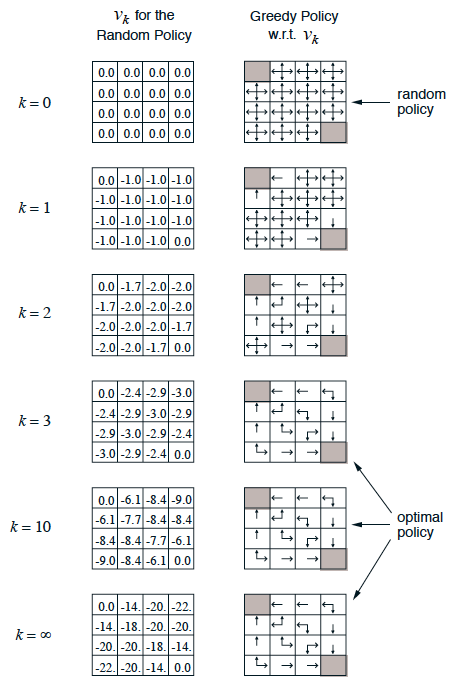 vk for the
Random Policy
Greedy Policy
w.r.t. vk
k = 0
0.0 0.0 0.0 0.0
0.0 0.0 0.0 0.0
0.0 0.0 0.0 0.0
0.0 0.0 0.0 0.0
random
policy
k = 1
0.0 -1.0 -1.0 -1.0
-1.0 -1.0 -1.0 -1.0
-1.0 -1.0 -1.0 -1.0
-1.0 -1.0 -1.0 0.0
k = 2
0.0 -1.7 -2.0 -2.0
-1.7 -2.0 -2.0 -2.0
-2.0 -2.0 -2.0 -1.7
-2.0 -2.0 -1.7 0.0
k = 3
0.0 -2.4 -2.9 -3.0
-2.4 -2.9 -3.0 -2.9
-2.9 -3.0 -2.9 -2.4
-3.0 -2.9 -2.4 0.0
k = 10
0.0 -6.1 -8.4 -9.0
-6.1 -7.7 -8.4 -8.4
-8.4 -8.4 -7.7 -6.1
-9.0 -8.4 -6.1 0.0
optimal
policy
k = ∞
0.0 -14. -20. -22.
-14. -18. -20. -20.
-20. -20. -18. -14.
-22. -20. -14. 0.0